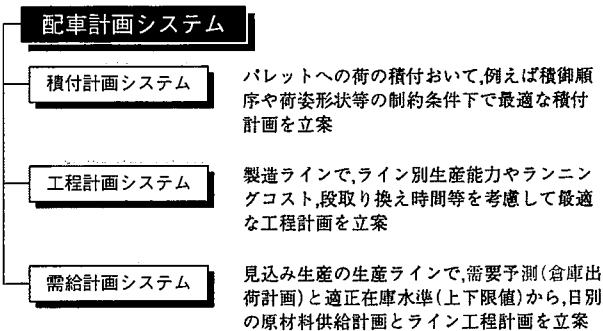 配車計画システム
積付計画システム
パレットへの荷の積付おいて,例えば積御順
序や荷姿形状等の制約条件下で最適な積付
計画を立案
工程計画システム
製造ラインで,ライン別生産能力やランニン
グコスト,段取り換え時間等を考慮して最適
な工程計画を立案
需給計画システム
見込み生産の生産ラインで,需要予測(倉庫出
荷計画)と適正在庫水準(上下限値)から,日別
の原材料供給計画とライン工程計画を立案